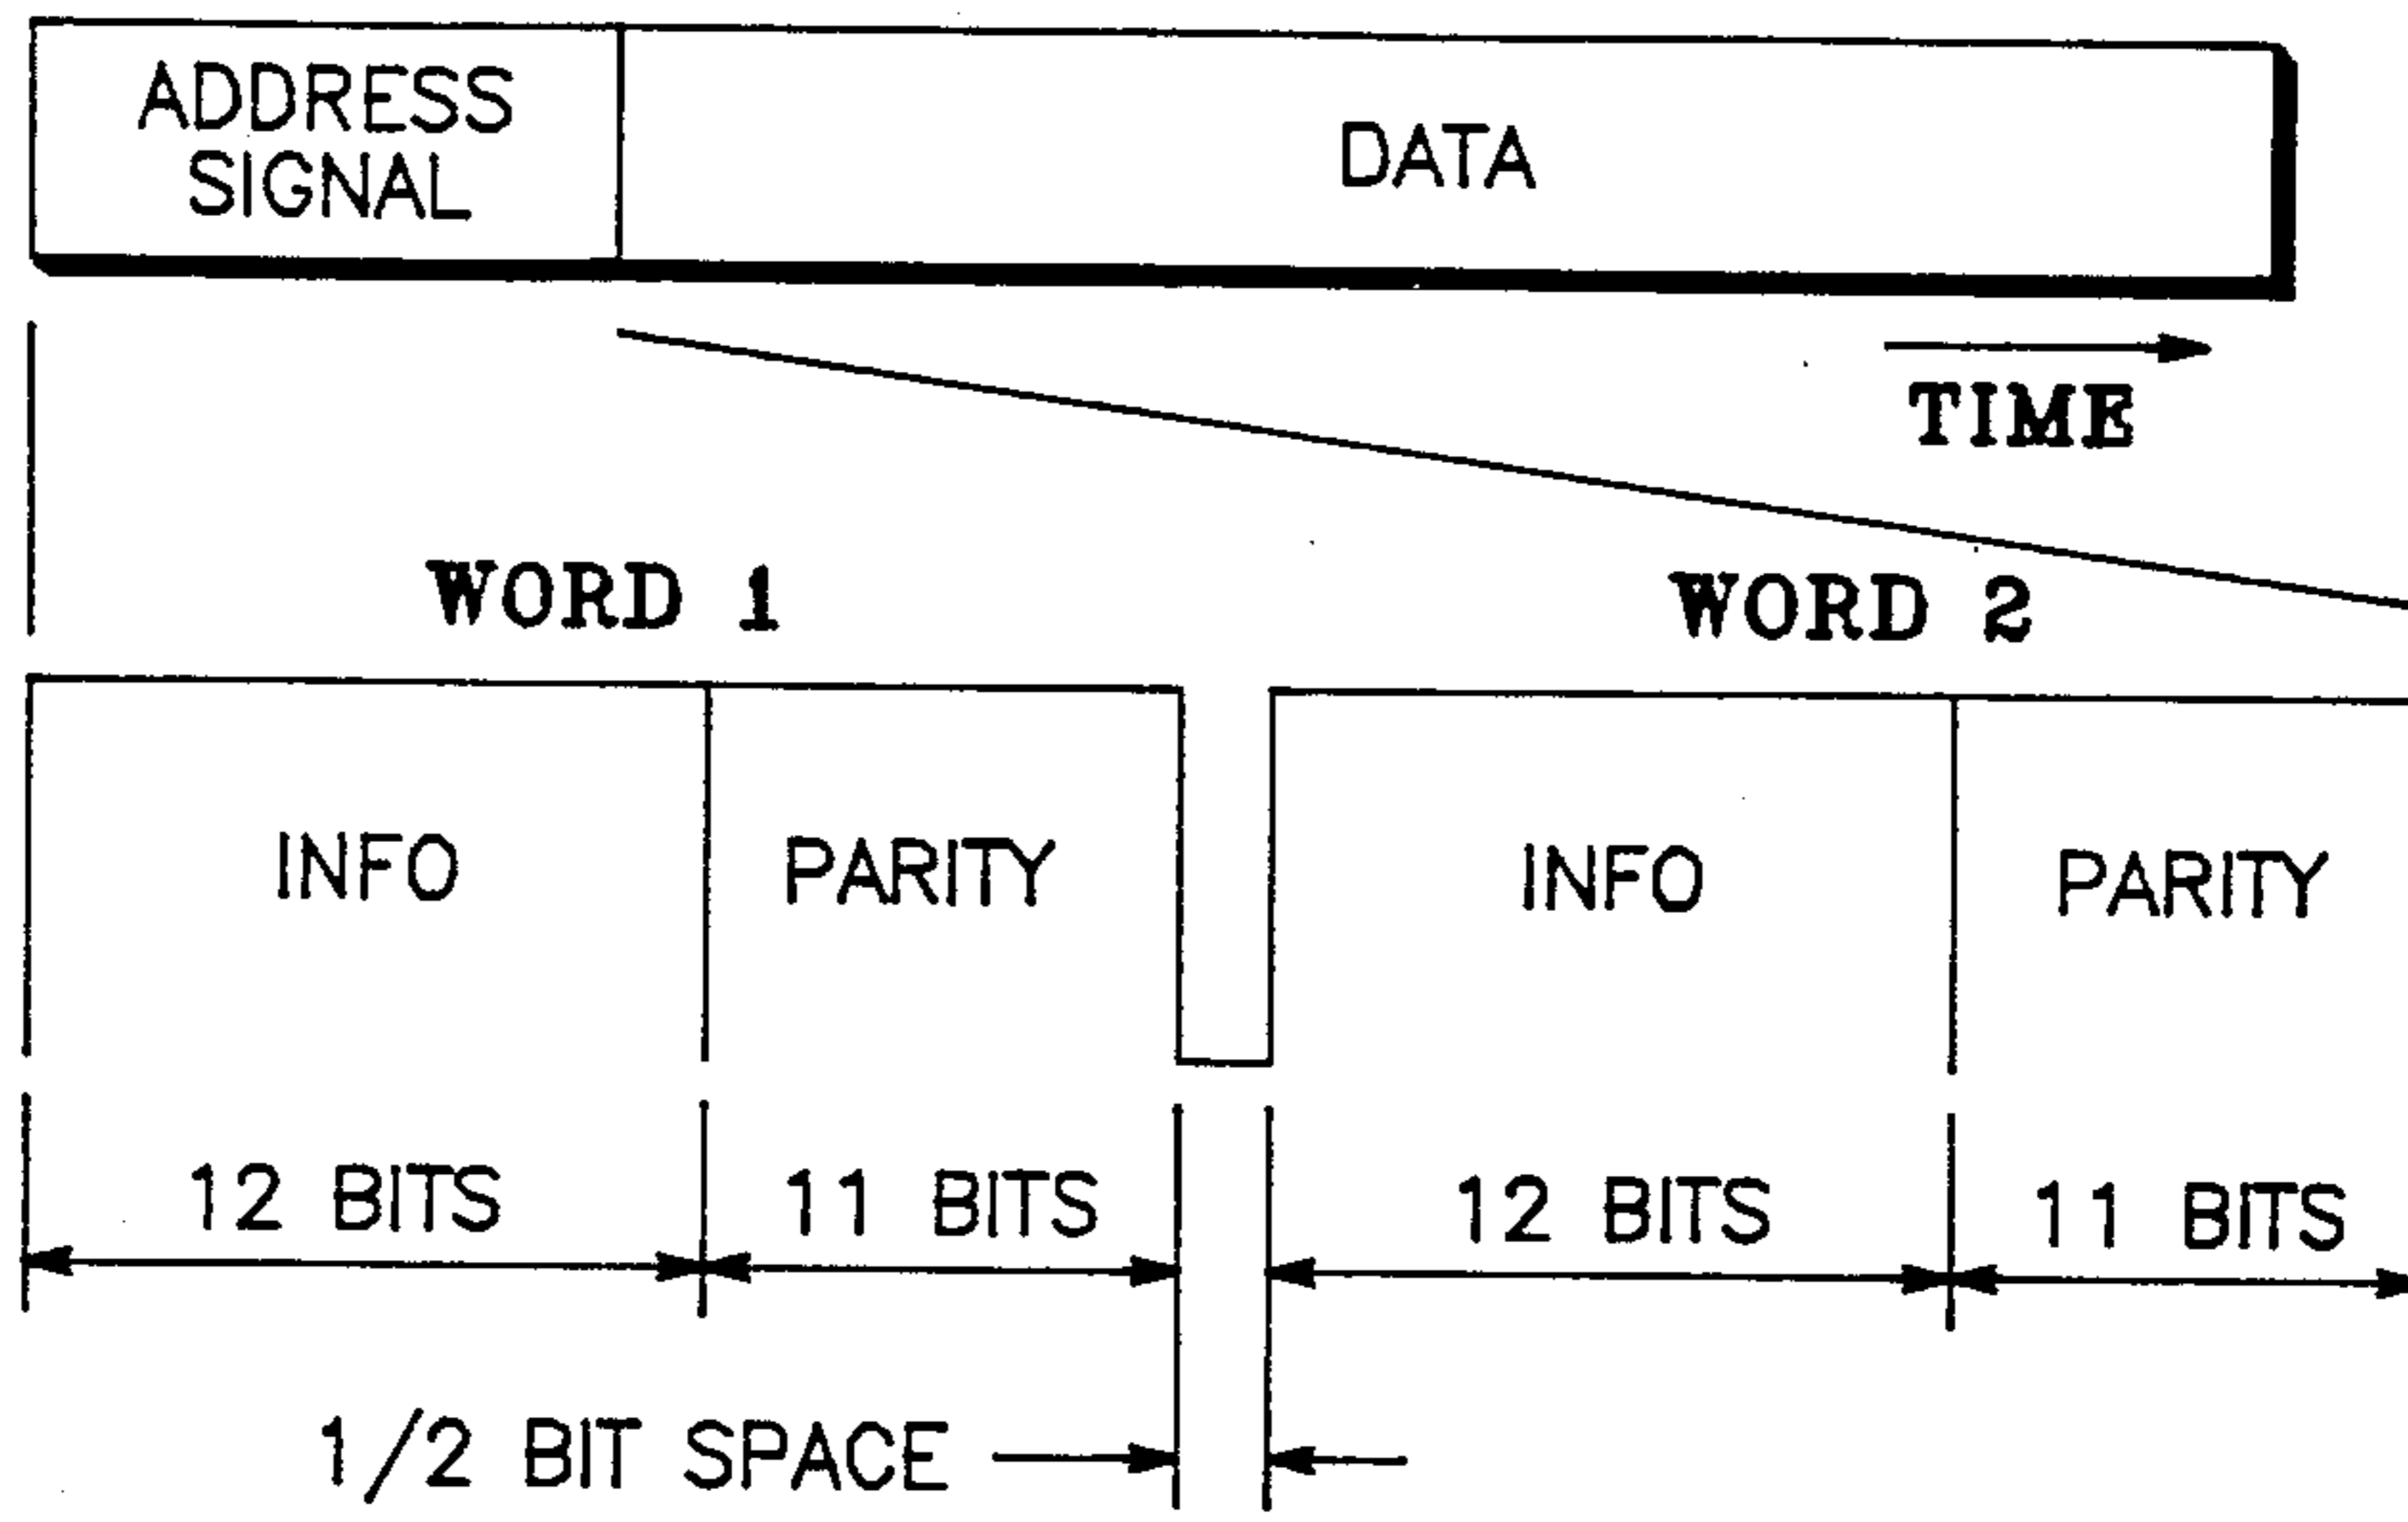 ADDRESS
SIGNAL
DATA
TIME
WORD 1
WORD 2
INFO
PARITY
INFO
PARITY
12 BITS
11 BITS
12 BITS
11 BITS
1/2 BIT SPACE